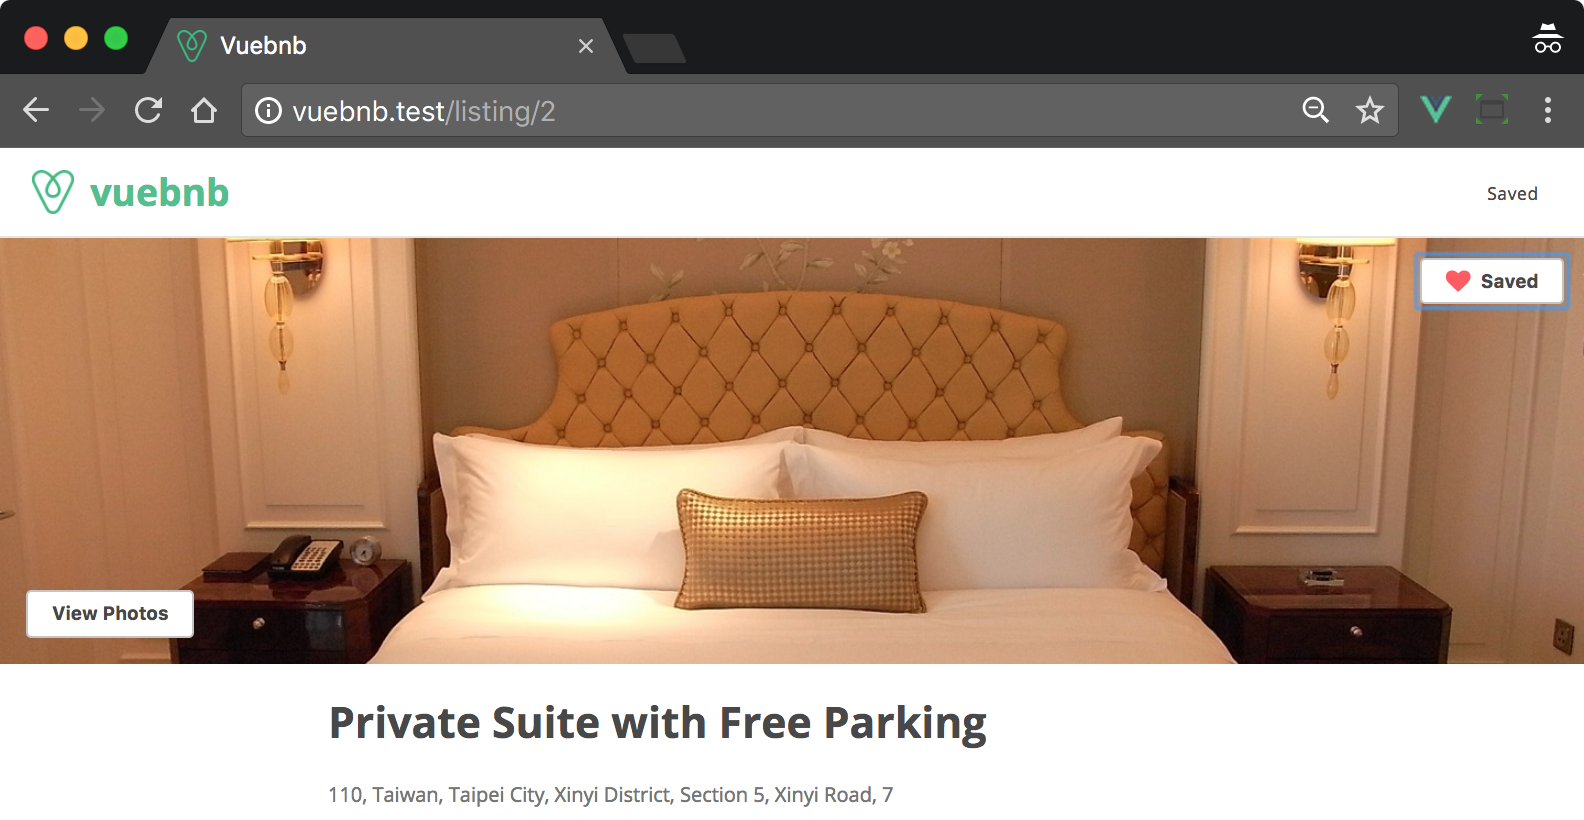 Vuebnb
vuebnb.test/listing/2
vuebnb
Saved
Saved
View Photos
Private Suite with Free Parking
110, Taiwan, Taipei City, Xinyi District, Section 5, Xinyi Road, 7